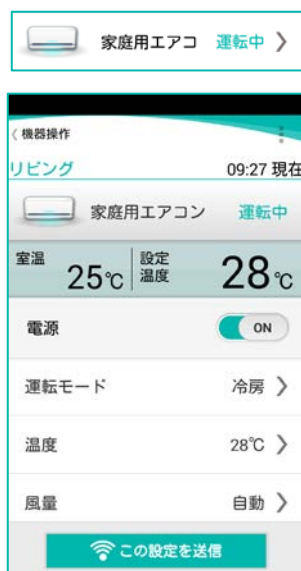 家庭用エアコ 運転中 〉
〈 機器操作
リビング 09:27 現在
家庭用エアコン 運転中
室温 25℃ 設定温度 28℃
電源 ON
運転モード 冷房 〉
温度 28℃ 〉
風量 自動 〉
この設定を送信